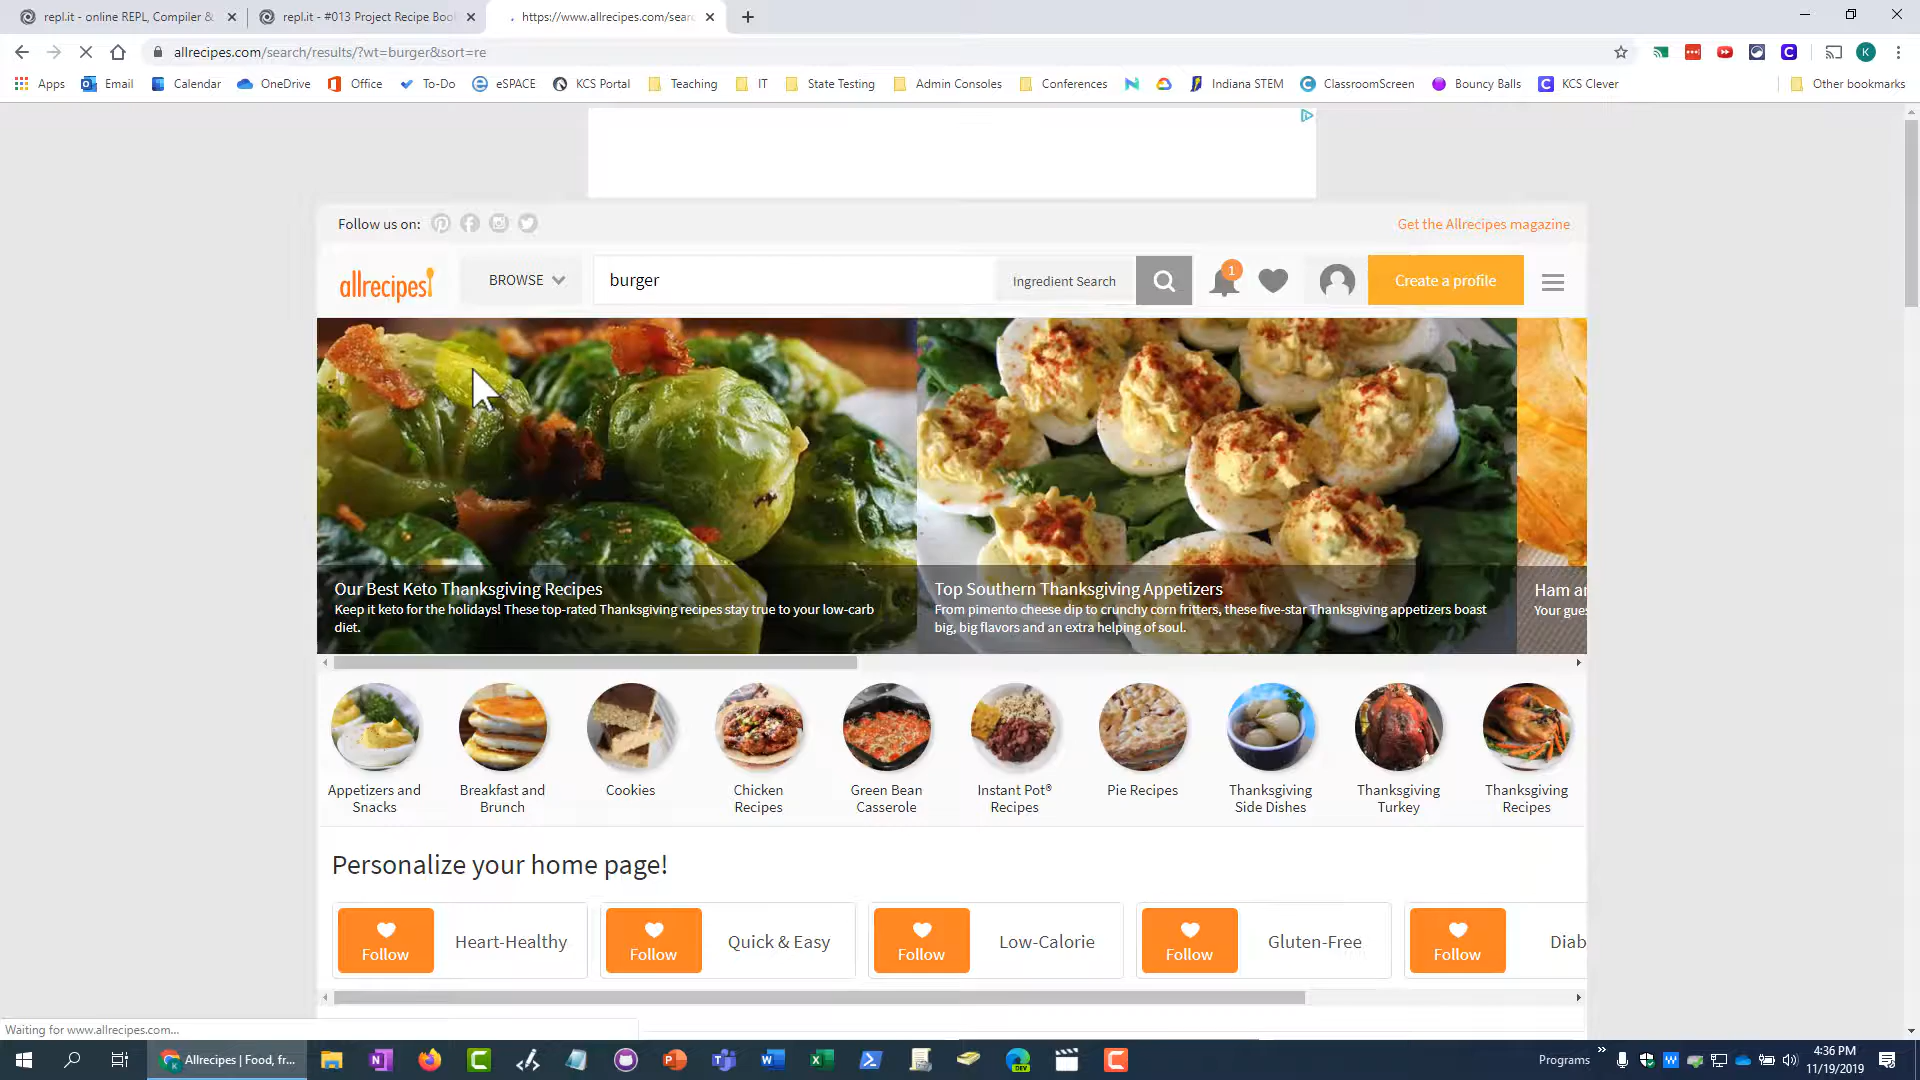 repl.it - online REPL, Compiler &
repl.it - #013 Project Recipe Boo
https://www.allrecipes.com/sear
allrecipes.com/search/results/?wt=burger&sort=re
K
Apps
Email
Calendar
OneDrive
Office
To-Do
eSPACE
KCS Portal
Teaching
IT
State Testing
Admin Consoles
Conferences
Indiana STEM
ClassroomScreen
Bouncy Balls
KCS Clever
Other bookmarks
Follow us on:
Get the Allrecipes magazine
allrecipes
BROWSE
burger
Ingredient Search
1
Create a profile
Our Best Keto Thanksgiving Recipes
Keep it keto for the holidays! These top-rated Thanksgiving recipes stay true to your low-carb
diet.
Top Southern Thanksgiving Appetizers
From pimento cheese dip to crunchy corn fritters, these five-star Thanksgiving appetizers boast
big, big flavors and an extra helping of soul.
Ham an
Your gues
Appetizers and
Snacks
Breakfast and
Brunch
Cookies
Chicken
Recipes
Green Bean
Casserole
Instant Pot®
Recipes
Pie Recipes
Thanksgiving
Side Dishes
Thanksgiving
Turkey
Thanksgiving
Recipes
Personalize your home page!
Follow
Heart-Healthy
Follow
Quick & Easy
Follow
Low-Calorie
Follow
Gluten-Free
Follow
Diab
Waiting for www.allrecipes.com...
Allrecipes | Food, fr...
Programs
4:36 PM
11/19/2019